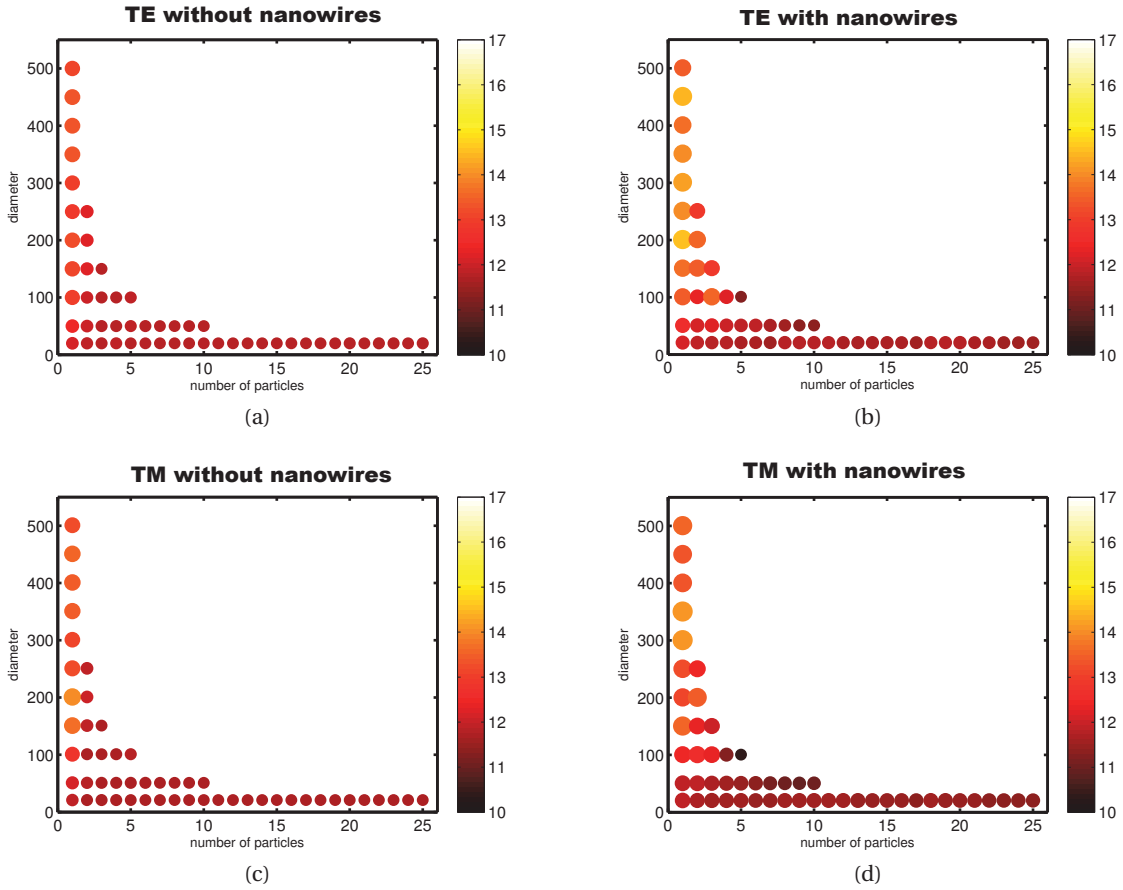 TE without nanowires
500
400
300
200
100
0
0 5 10 15 20 25
diameter
number of particles
17
16
15
14
13
12
11
10
(a)
TE with nanowires
500
400
300
200
100
0
0 5 10 15 20 25
diameter
number of particles
17
16
15
14
13
12
11
10
(b)
TM without nanowires
500
400
300
200
100
0
0 5 10 15 20 25
diameter
number of particles
17
16
15
14
13
12
11
10
(c)
TM with nanowires
500
400
300
200
100
0
0 5 10 15 20 25
diameter
number of particles
17
16
15
14
13
12
11
10
(d)